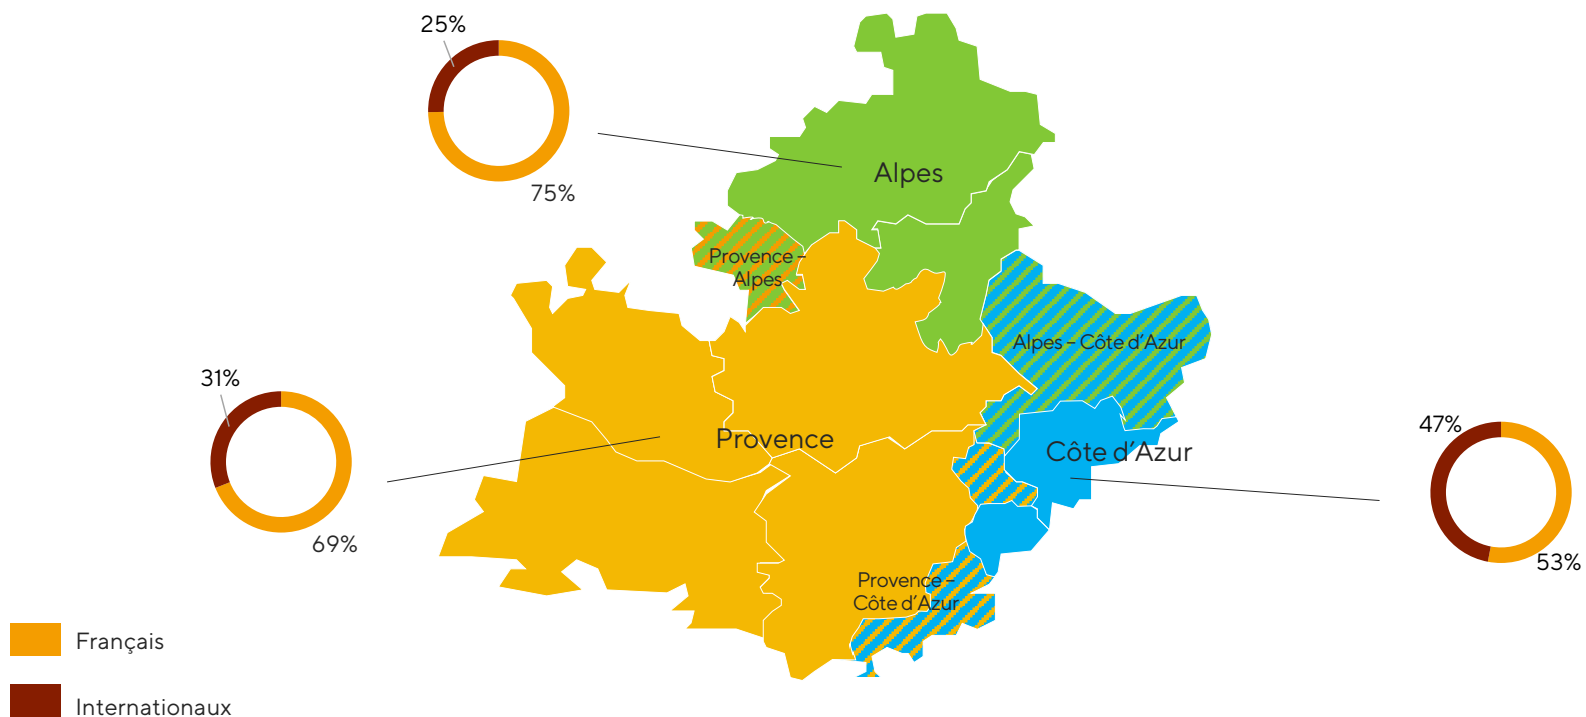 25%
75%
Alpes
Provence –
Alpes
Alpes – Côte d’Azur
31%
69%
Provence
Côte d’Azur
47%
53%
Provence –
Côte d’Azur
Français
Internationaux